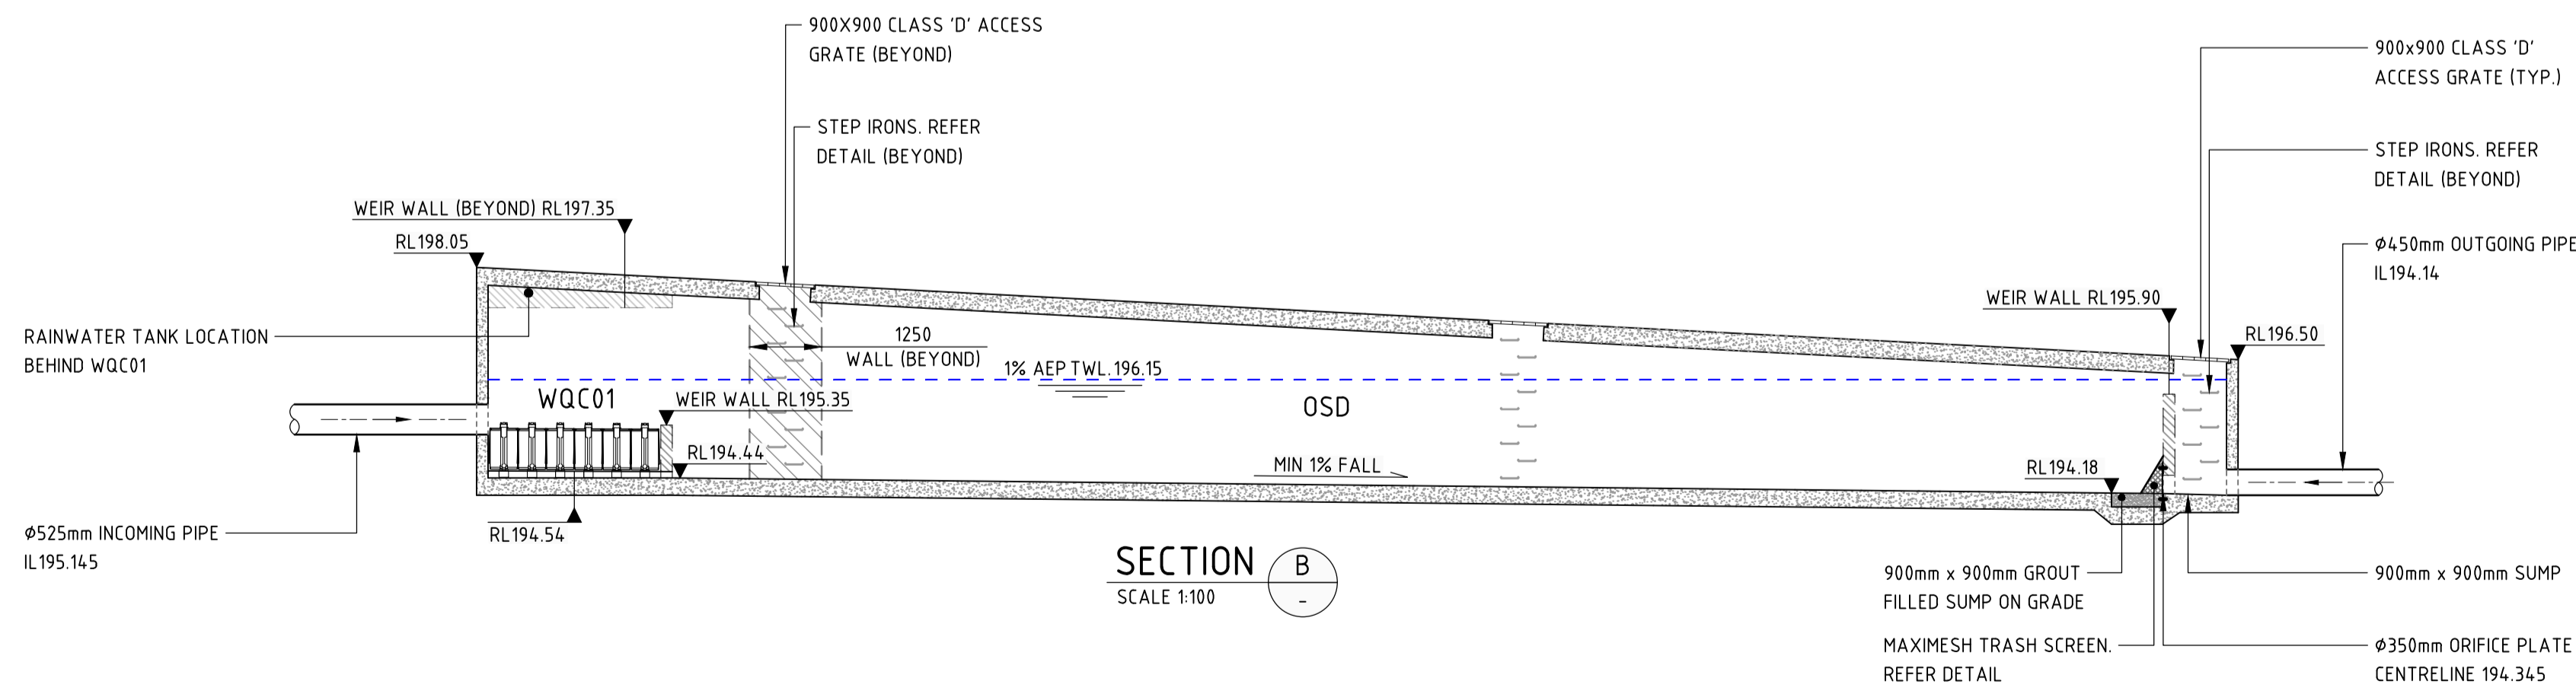 900X900 CLASS 'D' ACCESS
GRATE (BEYOND)
900x900 CLASS 'D'
ACCESS GRATE (TYP.)
STEP IRONS. REFER
DETAIL (BEYOND)
STEP IRONS. REFER
DETAIL (BEYOND)
WEIR WALL (BEYOND) RL197.35
RL198.05
Ø450mm OUTGOING PIPE
IL194.14
WEIR WALL RL195.90
RL196.50
RAINWATER TANK LOCATION
BEHIND WQC01
1250
WALL (BEYOND)
1% AEP TWL.196.15
WQC01
WEIR WALL RL195.35
OSD
RL194.44
MIN 1% FALL
RL194.18
RL194.54
Ø525mm INCOMING PIPE
IL195.145
SECTION
B
SCALE 1:100
-
900mm x 900mm GROUT
FILLED SUMP ON GRADE
900mm x 900mm SUMP
MAXIMESH TRASH SCREEN.
REFER DETAIL
Ø350mm ORIFICE PLATE
CENTRELINE 194.345